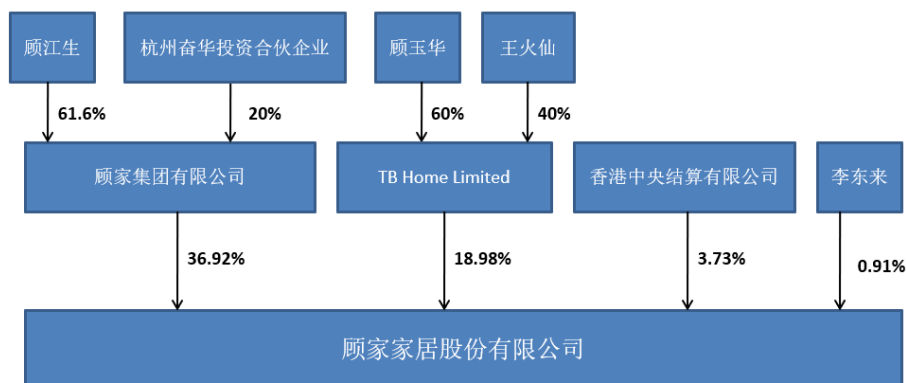 顾江生
杭州奋华投资合伙企业
顾玉华
王火仙
61.6%
20%
60%
40%
顾家集团有限公司
TB Home Limited
香港中央结算有限公司
李东来
36.92%
18.98%
3.73%
0.91%
顾家家居股份有限公司